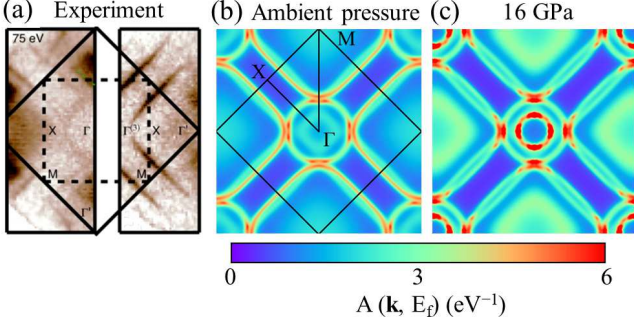 (a) Experiment
(b) Ambient pressure
(c) 16 GPa
75 eV
X Γ Γ(') X Γ'
M M
Γ'
M
X
Γ
0 3 6
A (k, E_f) (eV⁻¹)